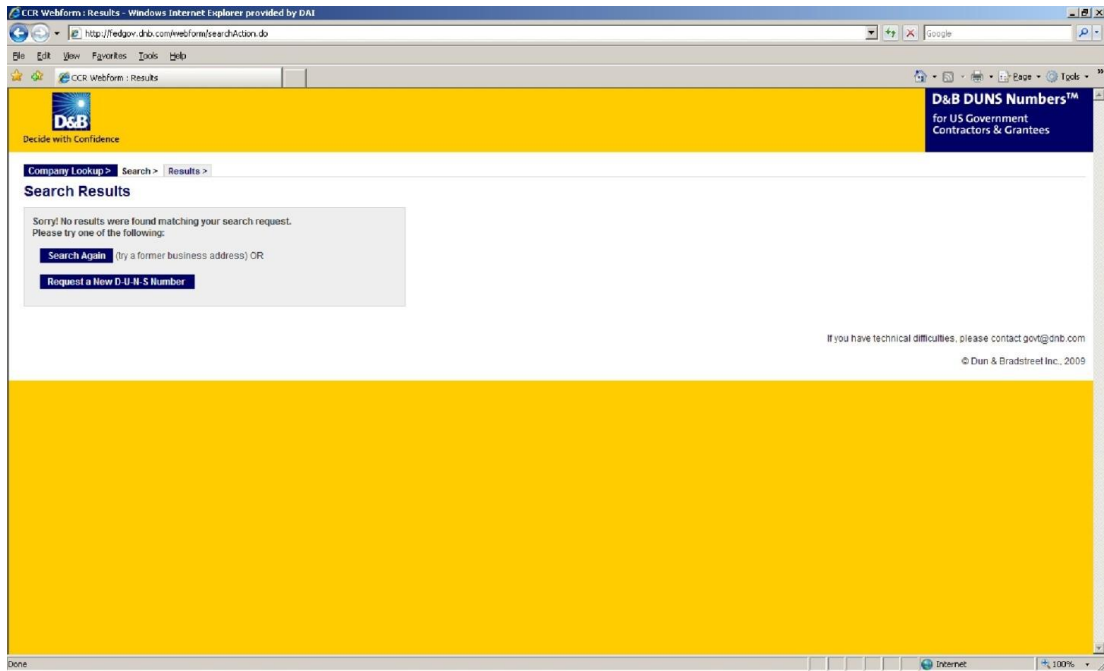 CCR Webform : Results - Windows Internet Explorer provided by DAI
http://fedgov.dnb.com/webform/searchAction.do
Google
File Edit View Favorites Tools Help
CCR Webform : Results
Page Tools
D&B
Decide with Confidence
D&B DUNS Numbers™
for US Government
Contractors & Grantees
Company Lookup > Search > Results >
Search Results
Sorry! No results were found matching your search request.
Please try one of the following:
Search Again (try a former business address) OR
Request a New D-U-N-S Number
If you have technical difficulties, please contact govt@dnb.com
© Dun & Bradstreet Inc., 2009
Done Internet 100%